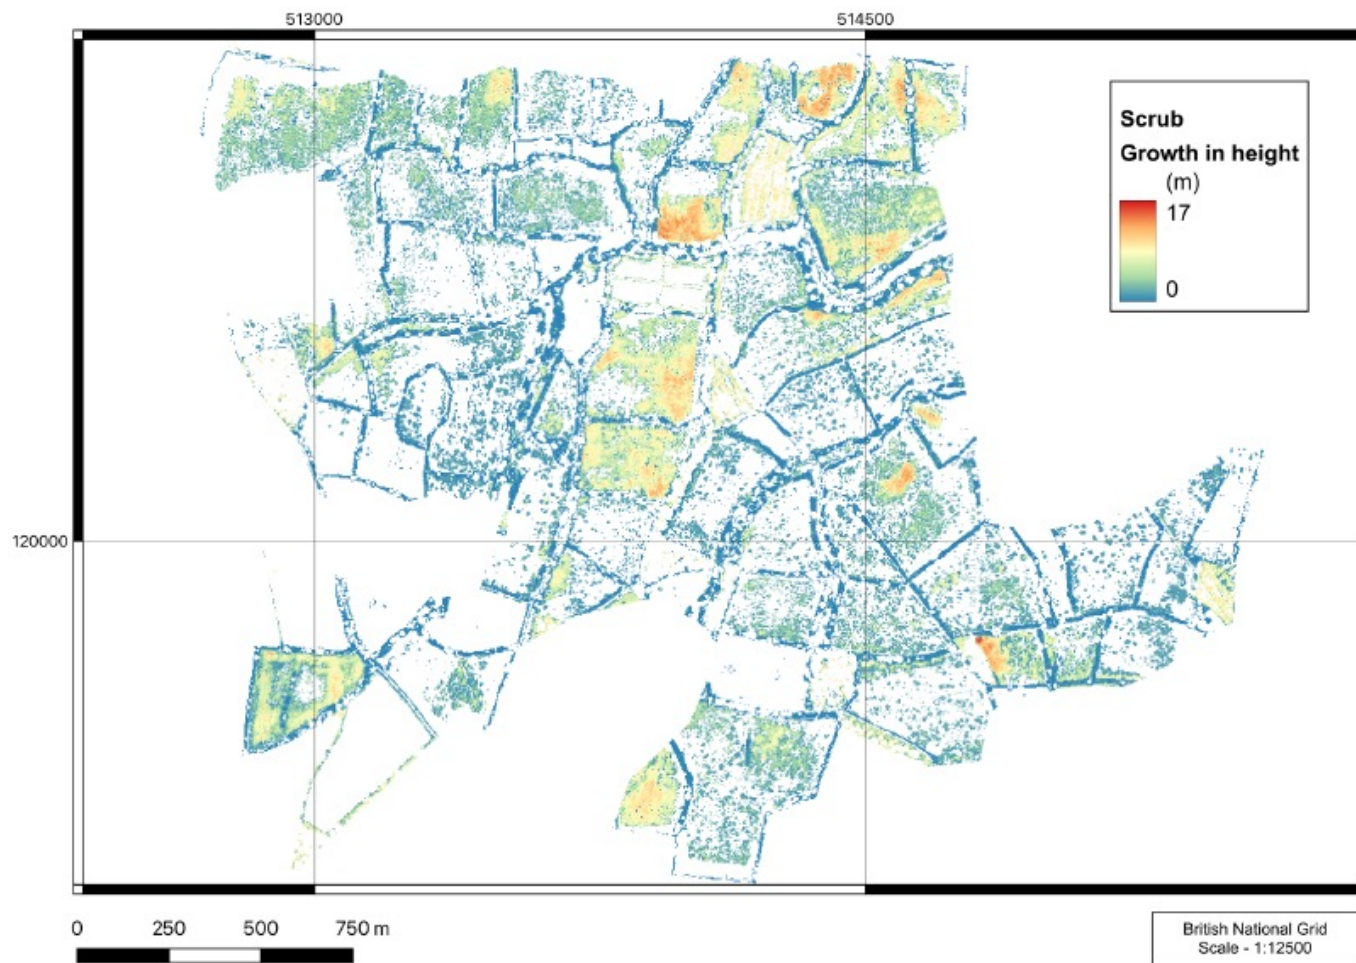 513000
514500
Scrub
Growth in height
(m)
17
0
120000
0 250 500 750 m
British National Grid
Scale - 1:12500